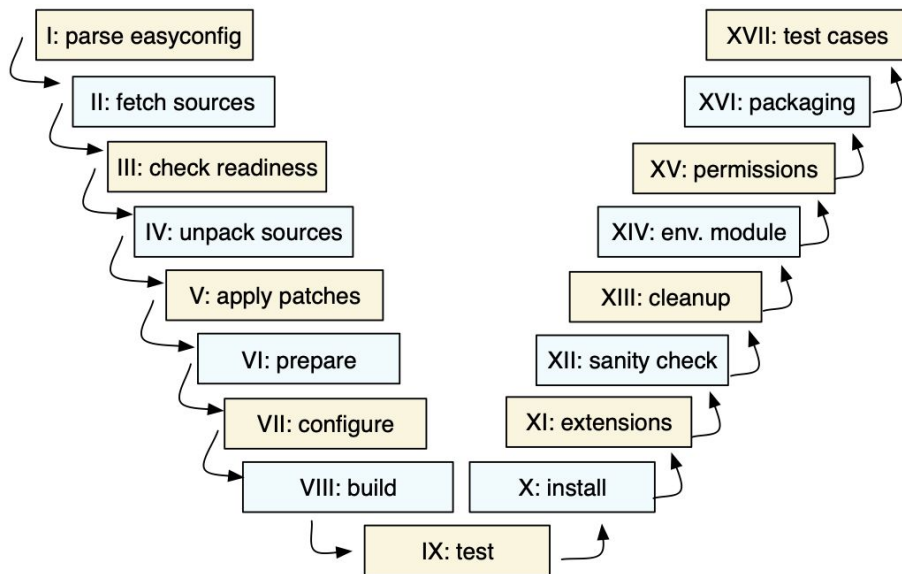 I: parse easyconfig
II: fetch sources
III: check readiness
IV: unpack sources
V: apply patches
VI: prepare
VII: configure
VIII: build
IX: test
X: install
XI: extensions
XII: sanity check
XIII: cleanup
XIV: env. module
XV: permissions
XVI: packaging
XVII: test cases